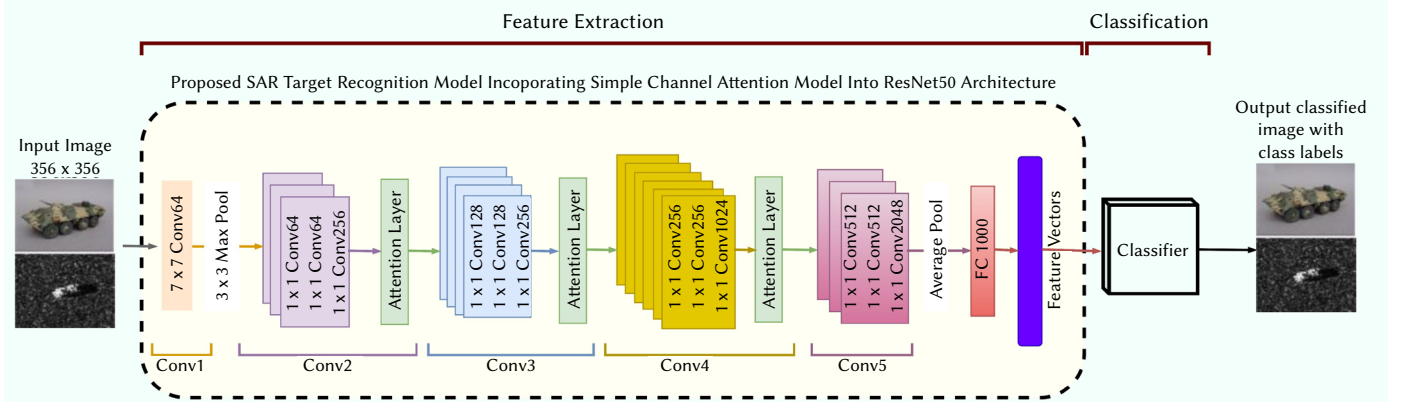 Feature Extraction
Classification
Proposed SAR Target Recognition Model Incoporating Simple Channel Attention Model Into ResNet50 Architecture
Input Image
356 x 356
7 x 7 Conv64
3 x 3 Max Pool
1 x 1 Conv64
1 x 1 Conv64
1 x 1 Conv256
Attention Layer
1 x 1 Conv128
1 x 1 Conv128
1 x 1 Conv256
Attention Layer
1 x 1 Conv256
1 x 1 Conv256
1 x 1 Conv1024
Attention Layer
1 x 1 Conv512
1 x 1 Conv512
1 x 1 Conv2048
Average Pool
FC 1000
Feature Vectors
Classifier
Output classified
image with
class labels
Conv1
Conv2
Conv3
Conv4
Conv5